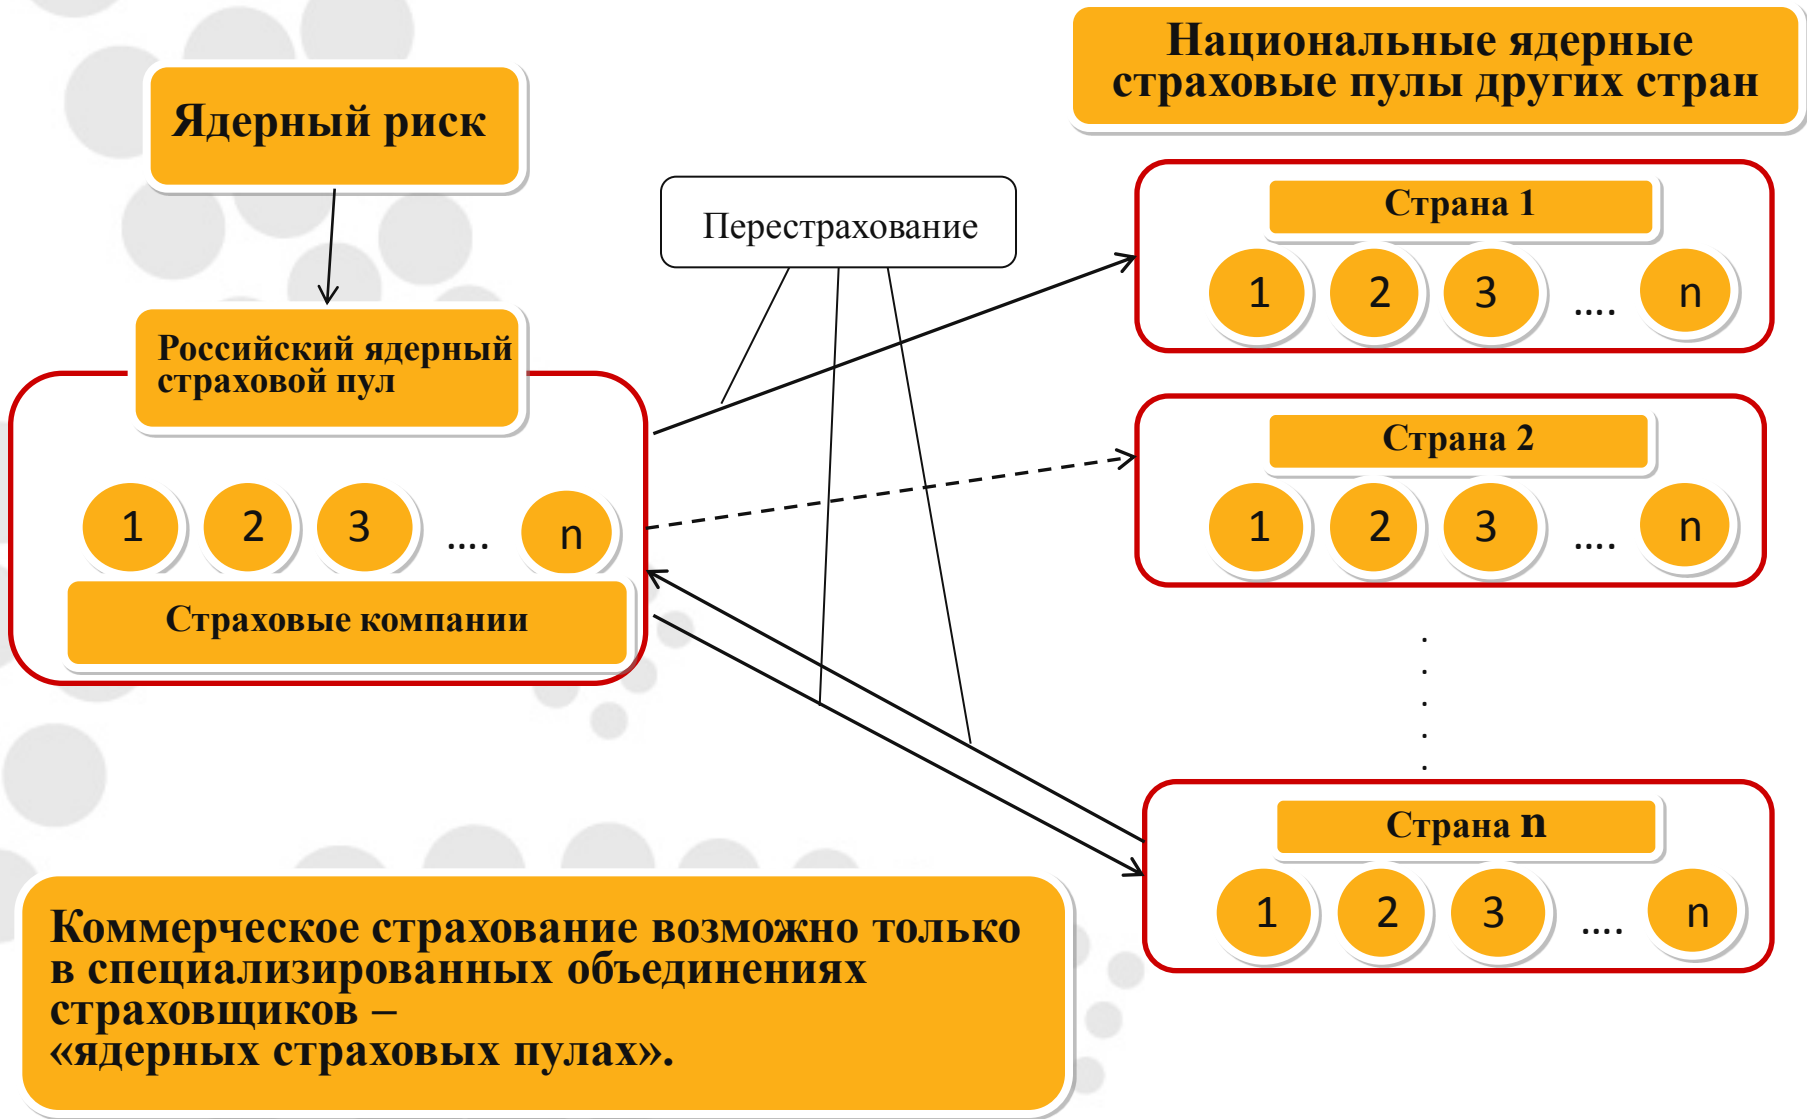 Национальные ядерные
страховые пулы других стран
Ядерный риск
Перестрахование
Страна 1
1 2 3 .... n
Российский ядерный
страховой пул
1 2 3 .... n
Страховые компании
Страна 2
1 2 3 .... n
.
.
.
.
.
Страна n
1 2 3 .... n
Коммерческое страхование возможно только
в специализированных объединениях
страховщиков –
«ядерных страховых пулах».